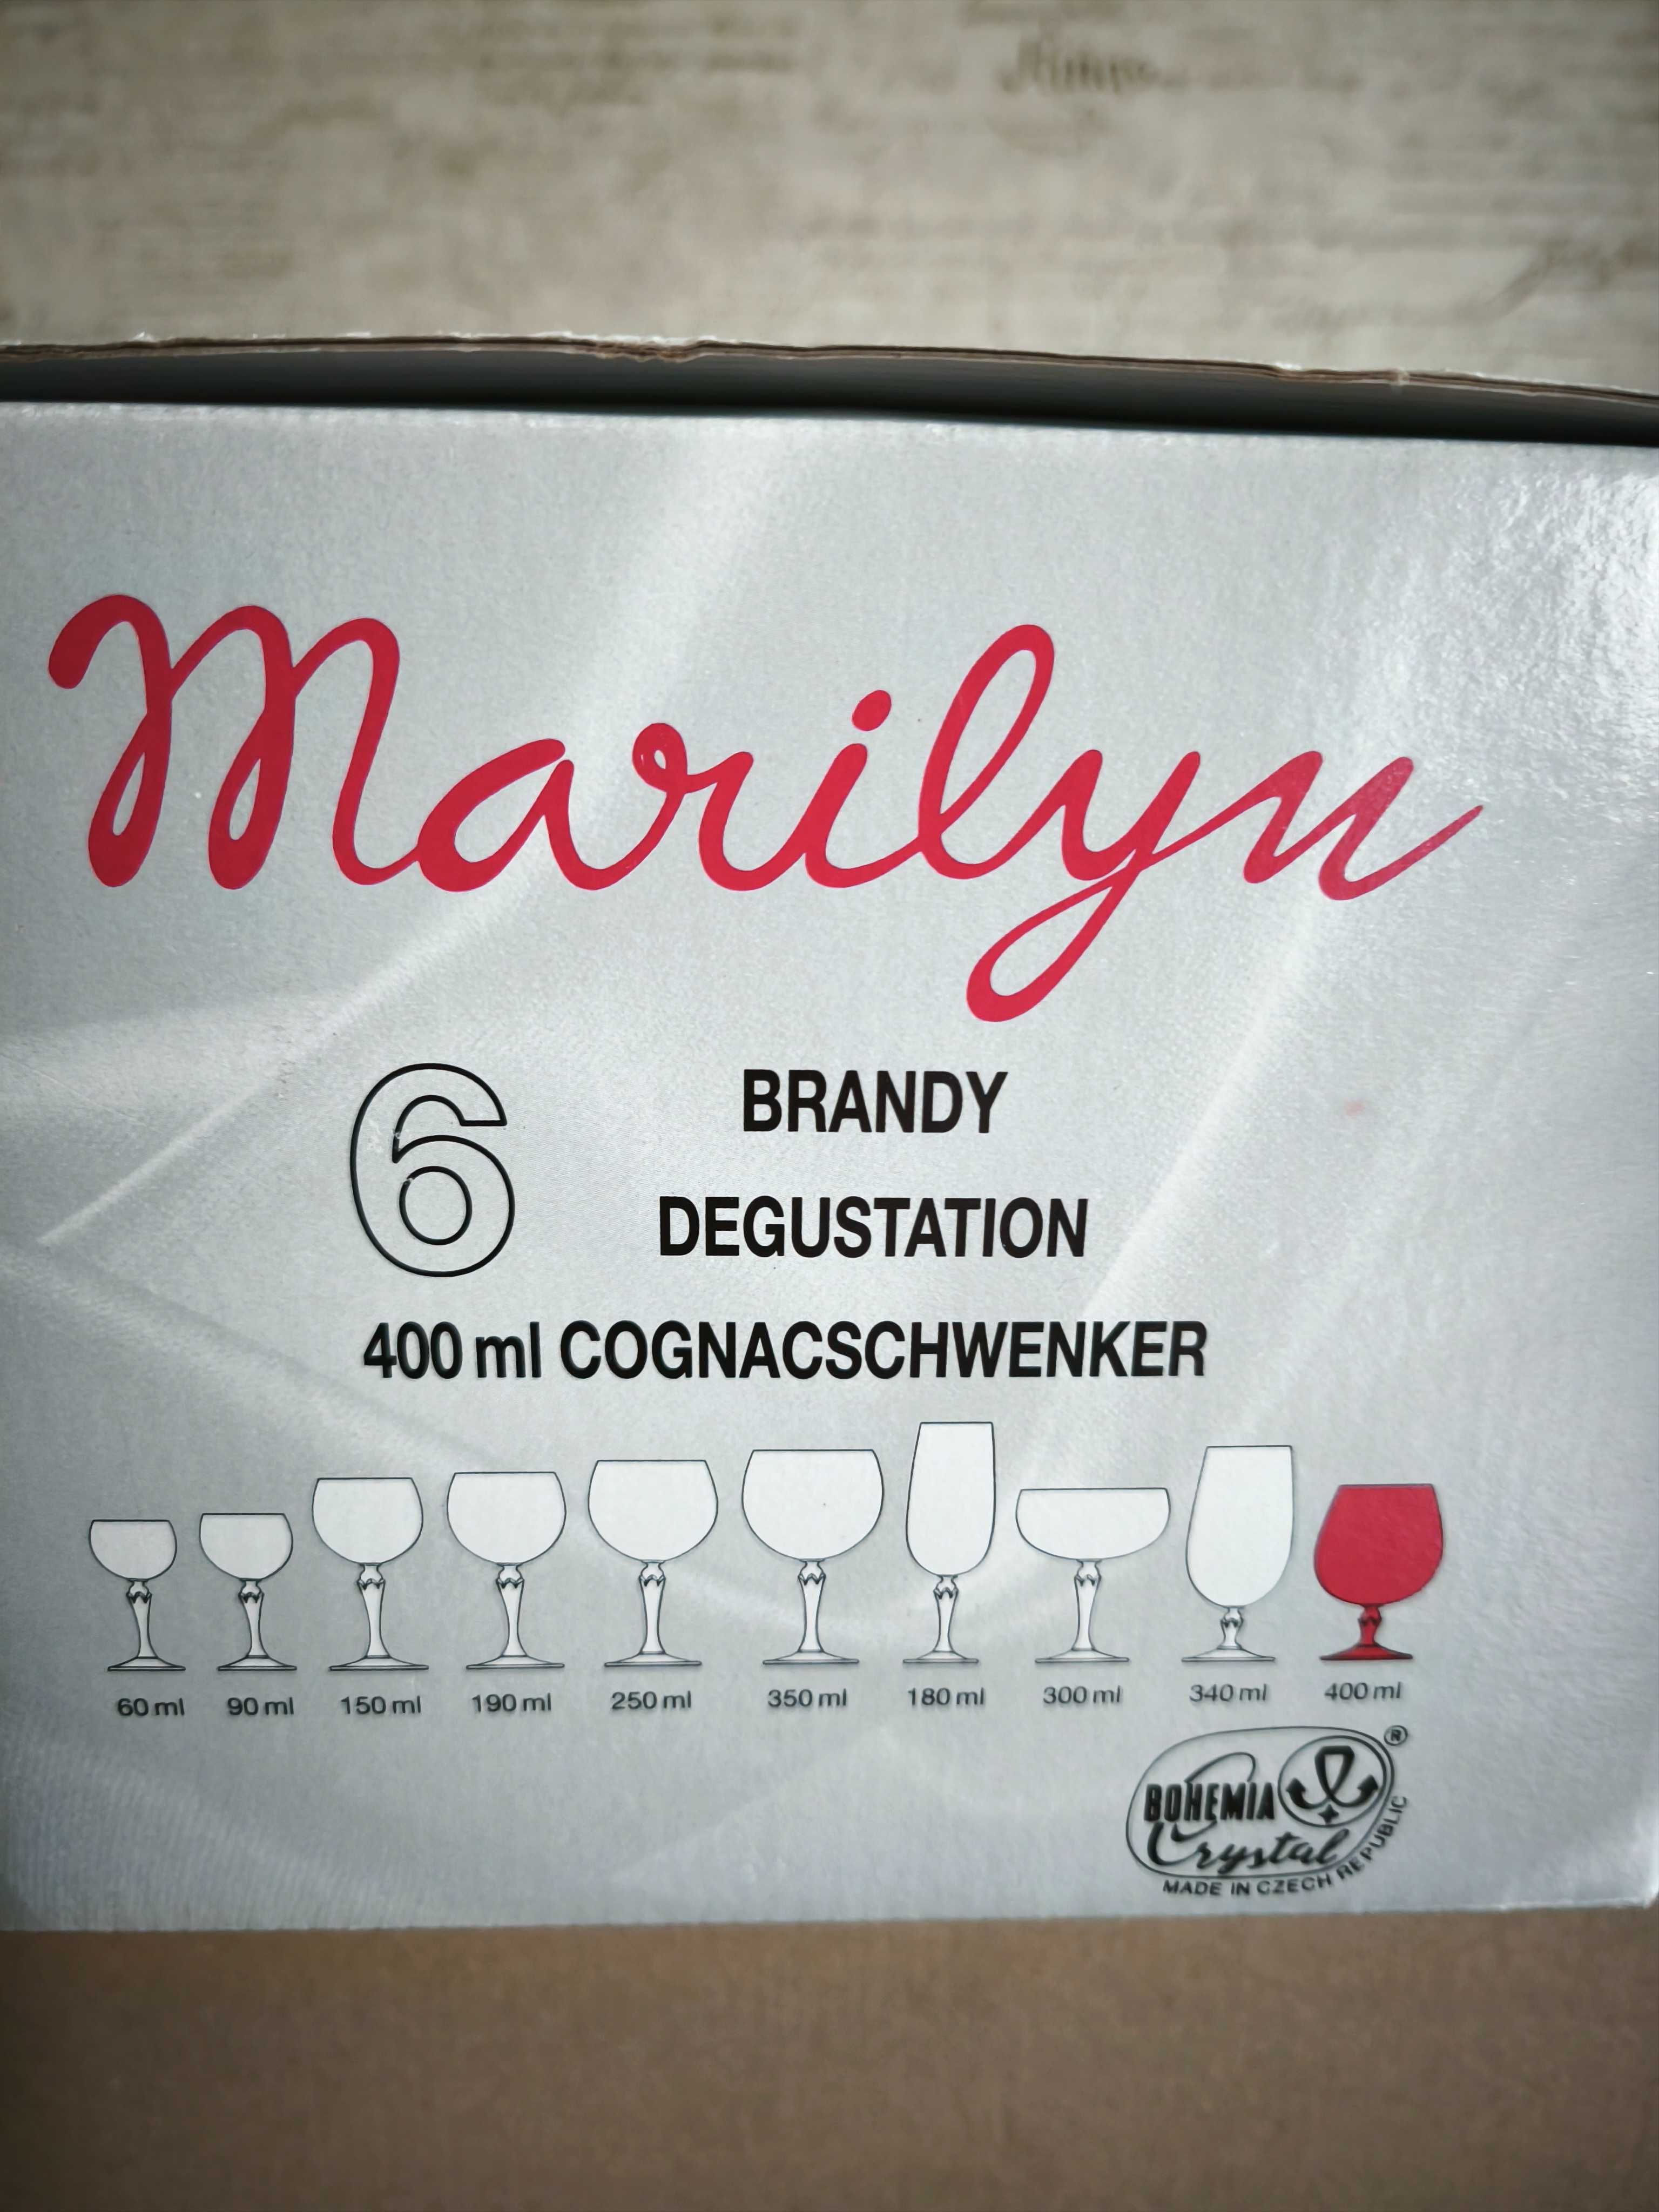 Marilyn
6
BRANDY
DEGUSTATION
400 ml COGNACSCHWENKER
60 ml 90 ml 150 ml 190 ml 250 ml 350 ml 180 ml 300 ml 340 ml 400 ml
®
BOHEMIA
Crystal
MADE IN CZECH REPUBLIC